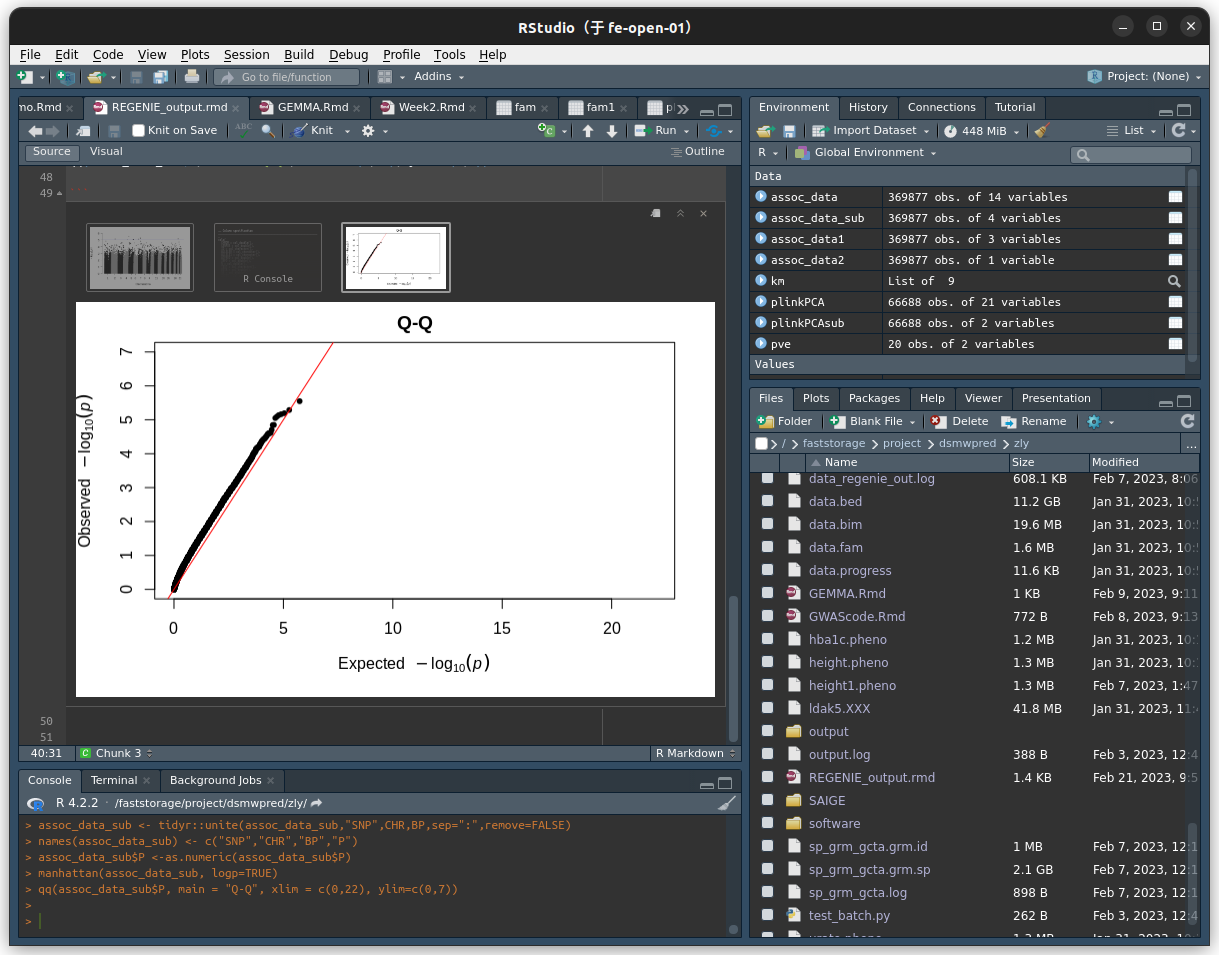 RStudio（于 fe-open-01）
File Edit Code View Plots Session Build Debug Profile Tools Help
Go to file/function Addins Project: (None)
mo.Rmd REGENIE_output.rmd GEMMA.Rmd Week2.Rmd fam fam1
Knit on Save ABC Knit Run
Source Visual Outline
48
49
R Console
Q-Q
Observed −log10(p)
7
6
5
4
3
2
1
0
0 5 10 15 20
Expected −log10(p)
50
51
40:31 Chunk 3 R Markdown
Console Terminal Background Jobs
R 4.2.2 · /faststorage/project/dsmwpred/zly/
> assoc_data_sub <- tidyr::unite(assoc_data_sub,"SNP",CHR,BP,sep=":",remove=FALSE)
> names(assoc_data_sub) <- c("SNP","CHR","BP","P")
> assoc_data_sub$P <-as.numeric(assoc_data_sub$P)
> manhattan(assoc_data_sub, logp=TRUE)
> qq(assoc_data_sub$P, main = "Q-Q", xlim = c(0,22), ylim=c(0,7))
>
>
Environment History Connections Tutorial
Import Dataset 448 MiB List
R Global Environment
Data
assoc_data 369877 obs. of 14 variables
assoc_data_sub 369877 obs. of 4 variables
assoc_data1 369877 obs. of 3 variables
assoc_data2 369877 obs. of 1 variable
km List of 9
plinkPCA 66688 obs. of 21 variables
plinkPCAsub 66688 obs. of 2 variables
pve 20 obs. of 2 variables
Values
Files Plots Packages Help Viewer Presentation
Folder Blank File Delete Rename
/ faststorage project dsmwpred zly ...
Name Size Modified
data_regenie_out.log 608.1 KB Feb 7, 2023, 8:06
data.bed 11.2 GB Jan 31, 2023, 10:
data.bim 19.6 MB Jan 31, 2023, 10:
data.fam 1.6 MB Jan 31, 2023, 10:
data.progress 11.6 KB Jan 31, 2023, 10:
GEMMA.Rmd 1 KB Feb 9, 2023, 9:11
GWAScode.Rmd 772 B Feb 8, 2023, 9:13
hba1c.pheno 1.2 MB Jan 31, 2023, 10:
height.pheno 1.3 MB Jan 31, 2023, 10:
height1.pheno 1.3 MB Feb 7, 2023, 1:47
ldak5.XXX 41.8 MB Jan 31, 2023, 11:
output
output.log 388 B Feb 3, 2023, 12:4
REGENIE_output.rmd 1.4 KB Feb 21, 2023, 9:5
SAIGE
software
sp_grm_gcta.grm.id 1 MB Feb 7, 2023, 12:1
sp_grm_gcta.grm.sp 2.1 GB Feb 7, 2023, 12:1
sp_grm_gcta.log 898 B Feb 7, 2023, 12:1
test_batch.py 262 B Feb 3, 2023, 12:4